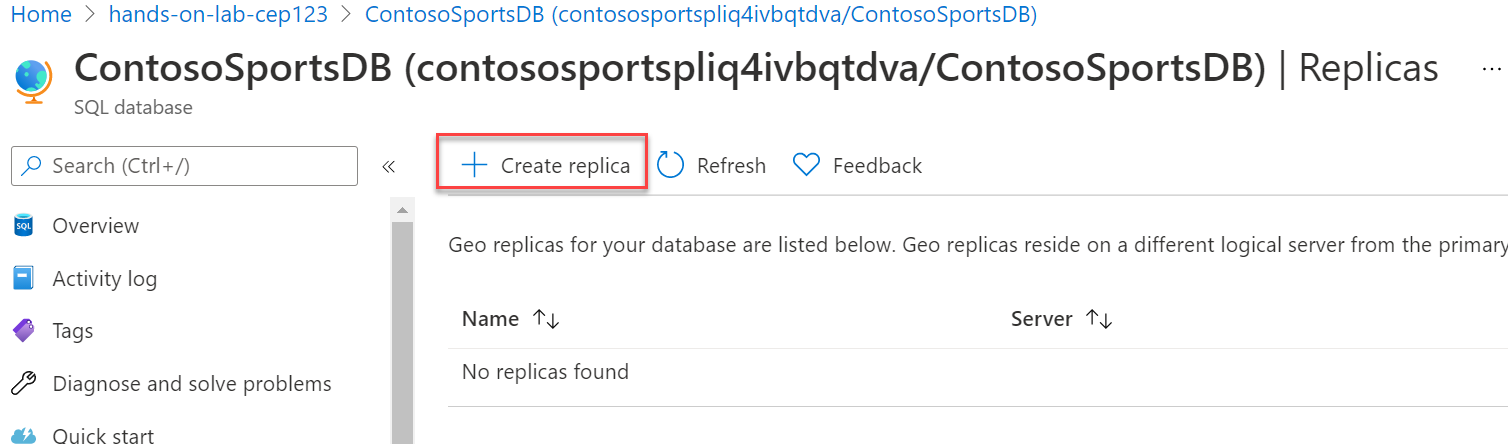 Home > hands-on-lab-cep123 > ContosoSportsDB (contososportspliq4ivbqtdva/ContosoSportsDB)
ContosoSportsDB (contososportspliq4ivbqtdva/ContosoSportsDB) | Replicas ...
SQL database
Search (Ctrl+/) «
+ Create replica Refresh Feedback
SQL Overview
Activity log
Tags
Diagnose and solve problems
Quick start
Geo replicas for your database are listed below. Geo replicas reside on a different logical server from the primary
Name ↑↓ Server ↑↓
No replicas found